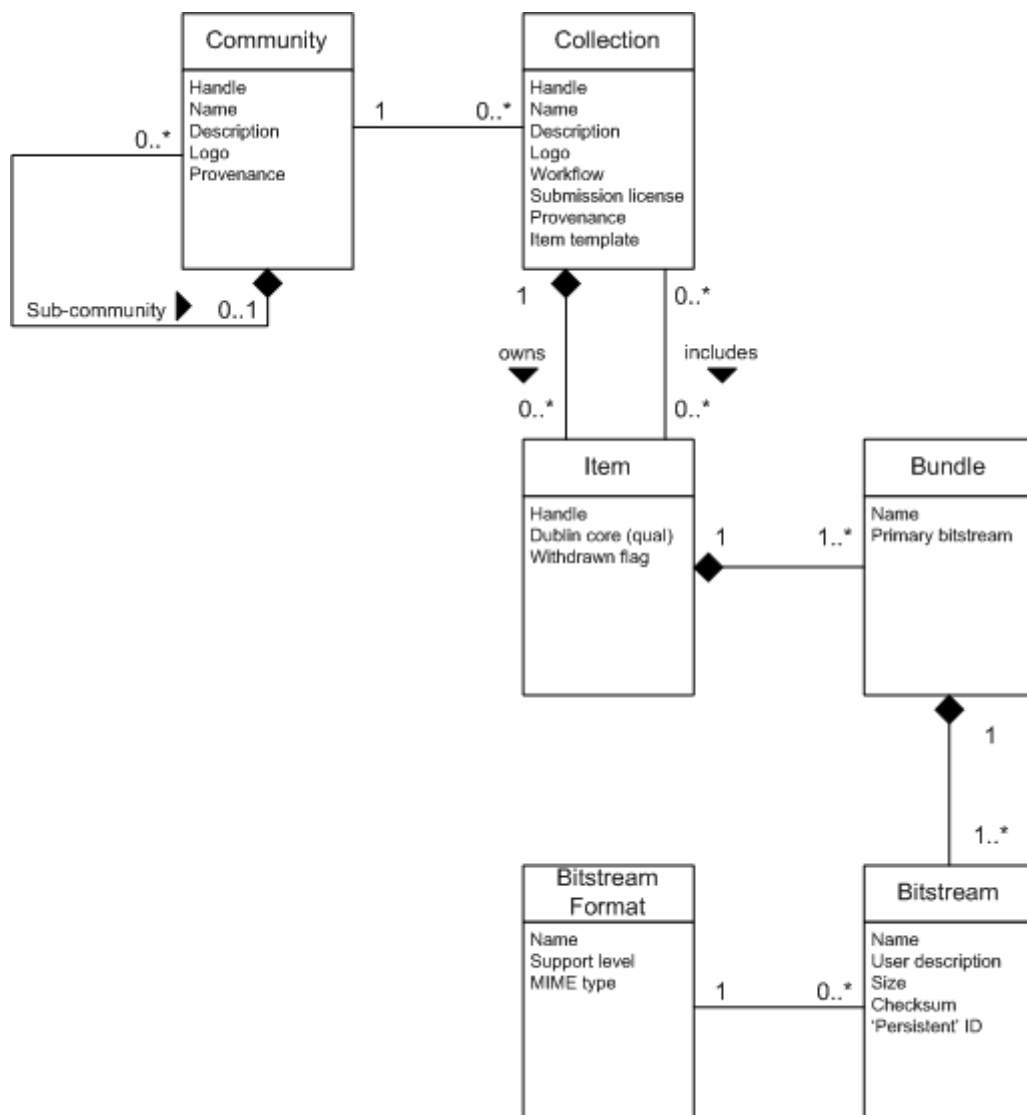 Community
Handle
Name
Description
Logo
Provenance
1
0..*
Collection
Handle
Name
Description
Logo
Workflow
Submission license
Provenance
Item template
0..*
Sub-community
0..1
1
0..*
owns
includes
0..*
0..*
Item
Handle
Dublin core (qual)
Withdrawn flag
1
1..*
Bundle
Name
Primary bitstream
1
1..*
Bitstream
Format
Name
Support level
MIME type
1
0..*
Bitstream
Name
User description
Size
Checksum
‘Persistent’ ID